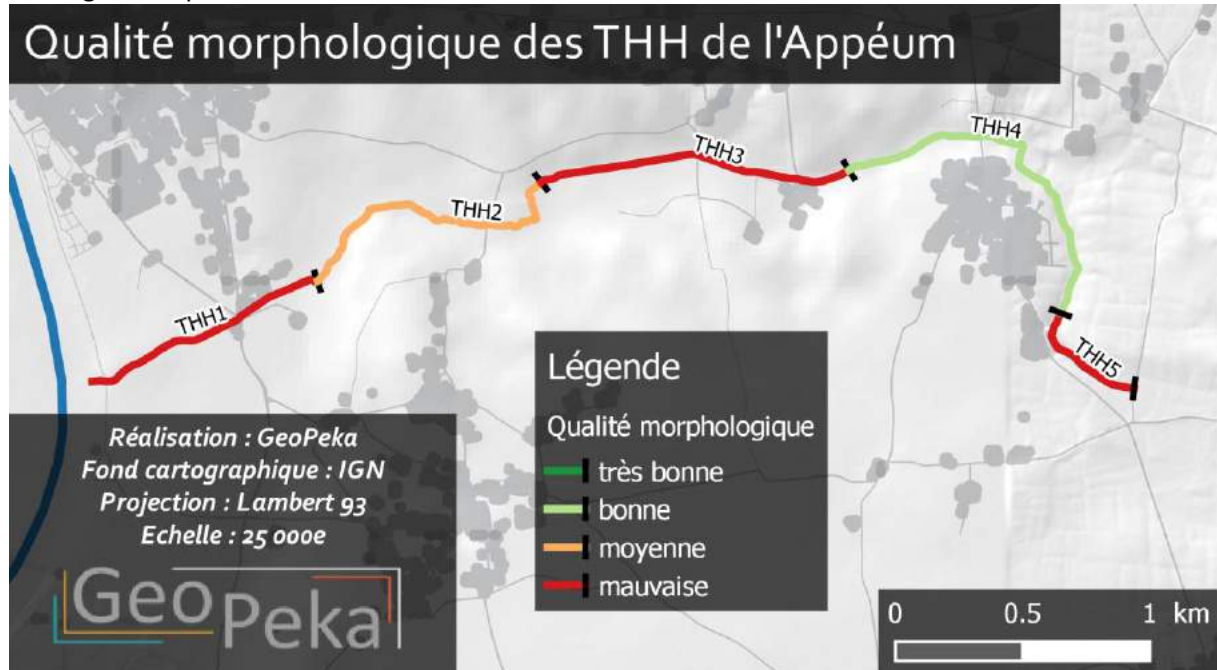 Qualité morphologique des THH de l'Appéum
THH4
THH3
THH2
THH1
THH5
Légende
Qualité morphologique
très bonne
bonne
moyenne
mauvaise
Réalisation : GeoPeka
Fond cartographique : IGN
Projection : Lambert 93
Echelle : 25 000e
GeoPeka
0 0.5 1 km